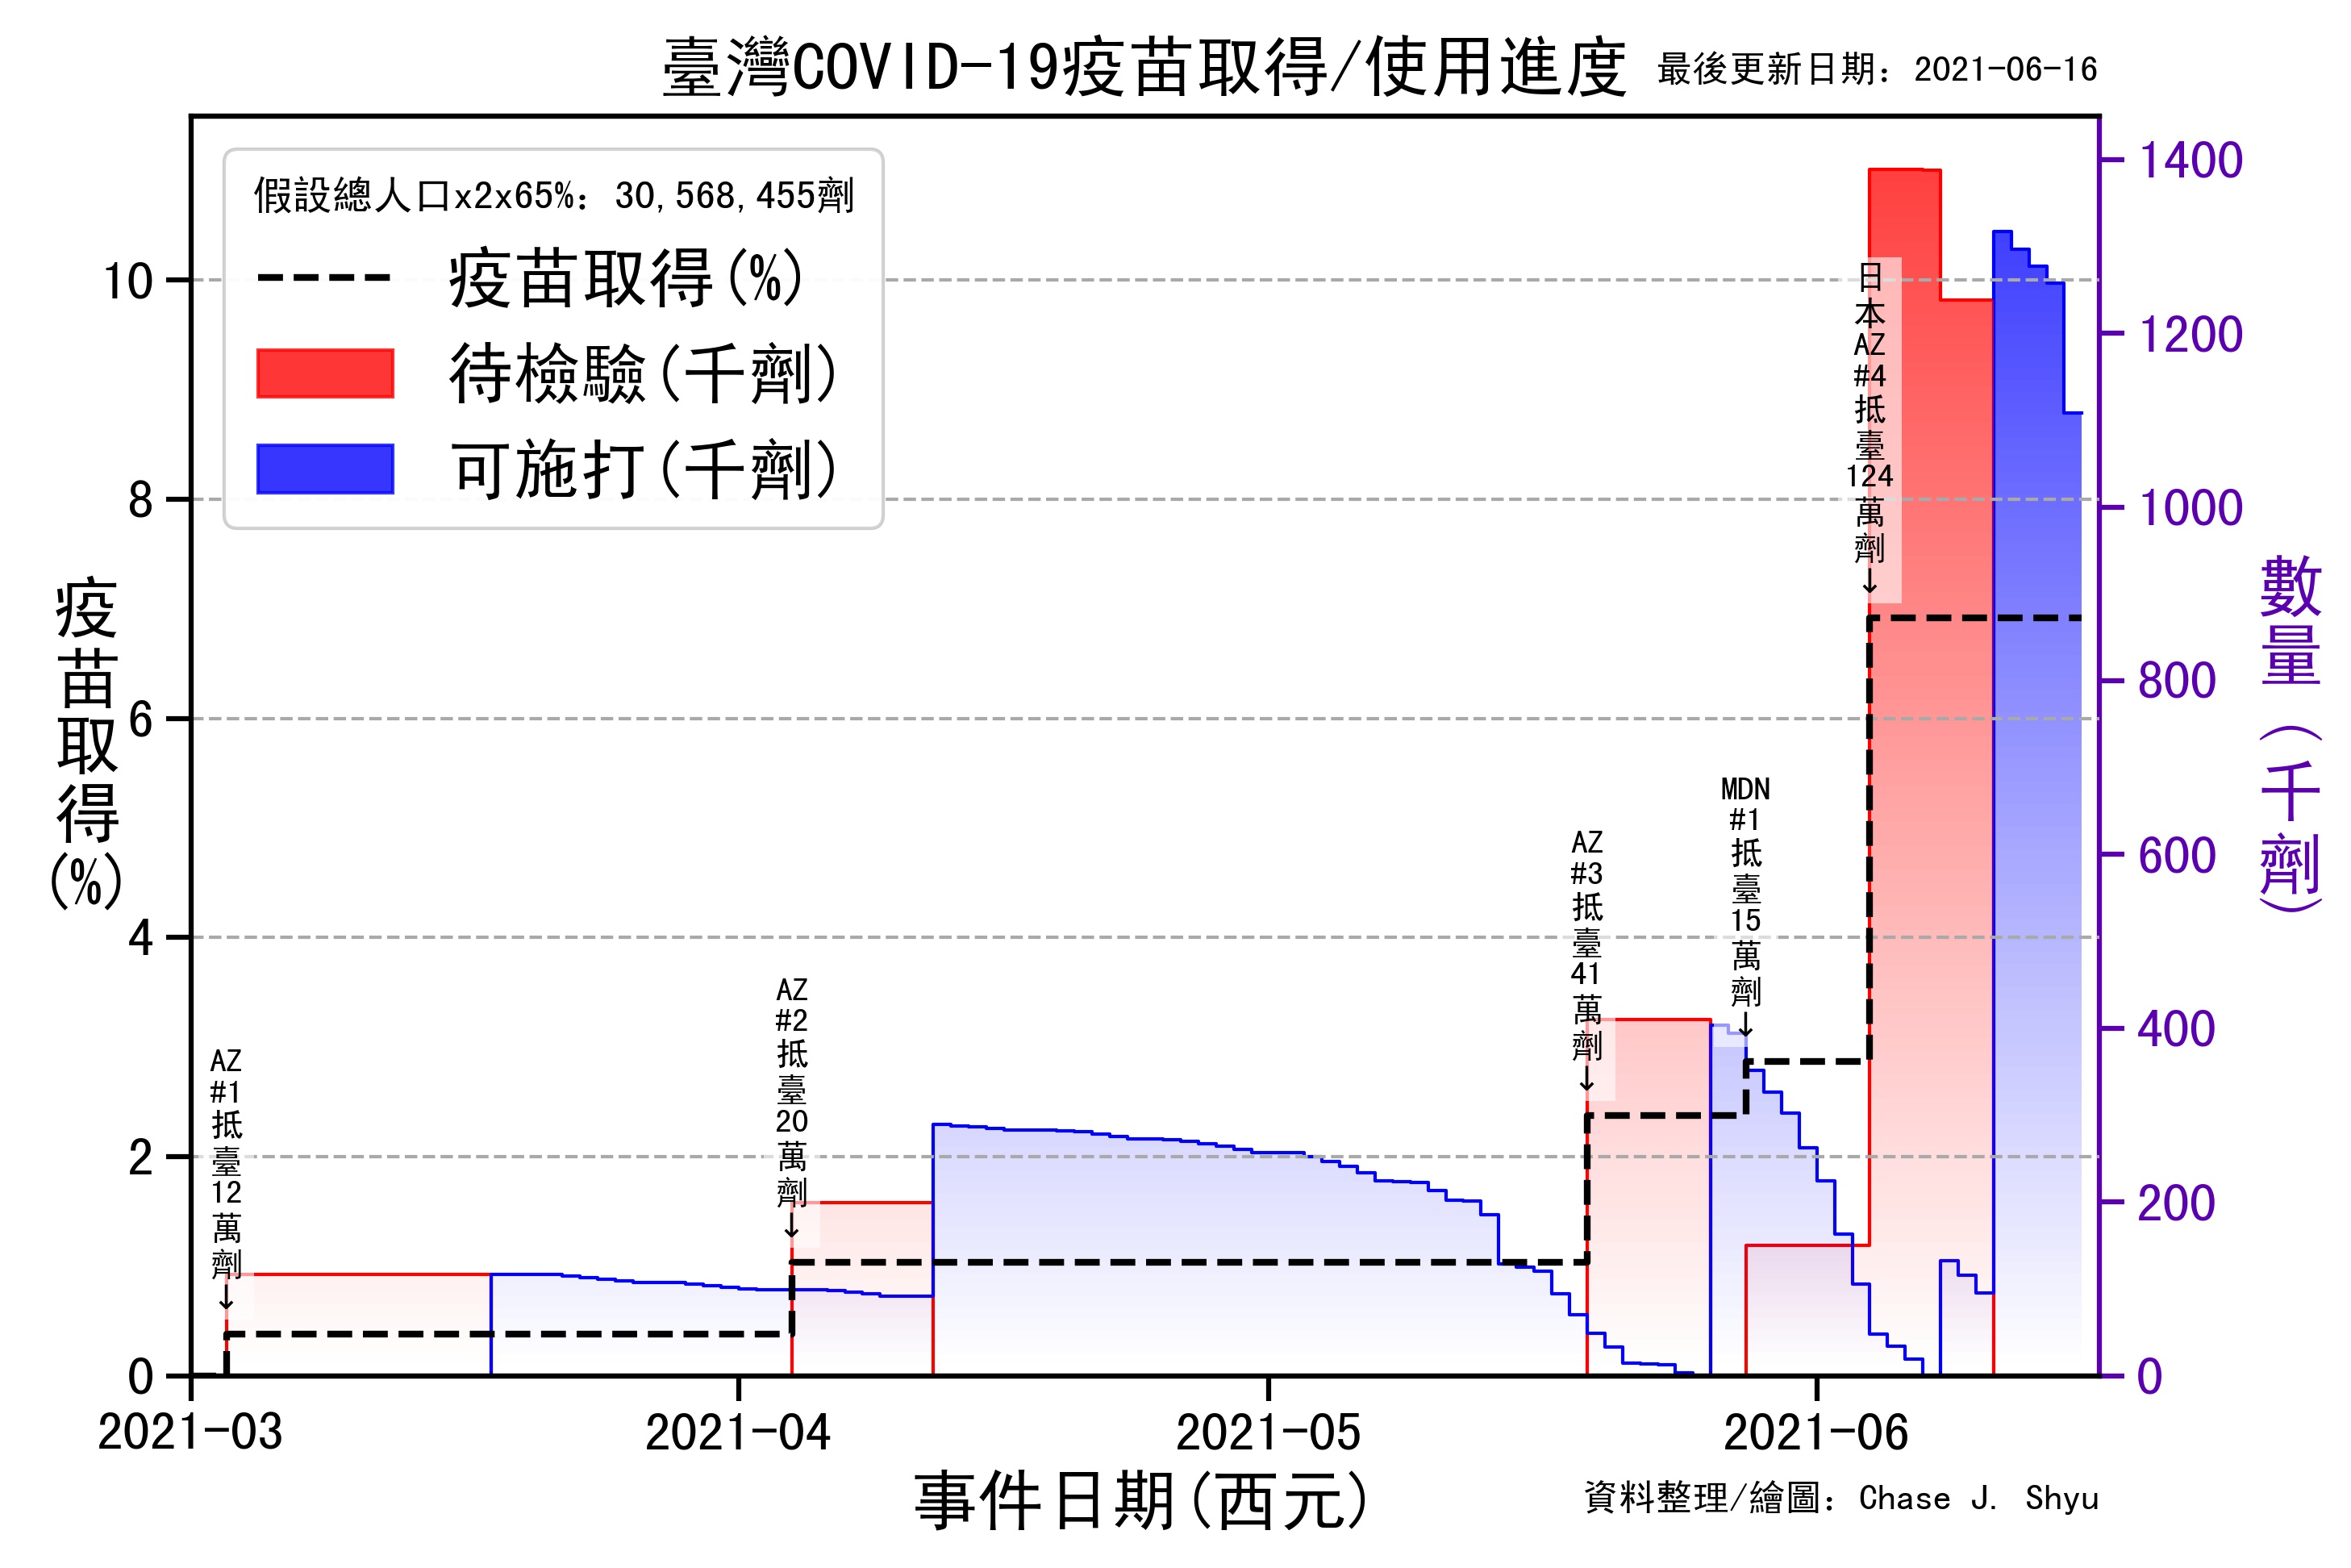 臺灣COVID-19疫苗取得/使用進度
最後更新日期：2021-06-16
假設總人口x2x65%：30,568,455劑
疫苗取得(%)
待檢驗(千劑)
可施打(千劑)
疫苗取得(%)
10
8
6
4
2
0
AZ
#1
抵
臺
12
萬
劑
↓
AZ
#2
抵
臺
20
萬
劑
↓
AZ
#3
抵
臺
41
萬
劑
↓
MDN
#1
抵
臺
15
萬
劑
↓
日
本
AZ
#4
抵
臺
124
萬
劑
↓
1400
1200
1000
800
600
400
200
0
數量（千劑）
2021-03
2021-04
2021-05
2021-06
事件日期(西元)
資料整理/繪圖：Chase J. Shyu